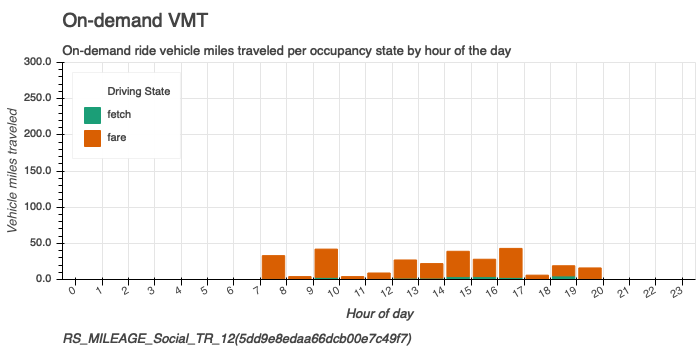 On-demand VMT
On-demand ride vehicle miles traveled per occupancy state by hour of the day
300.0
250.0
200.0
150.0
100.0
50.0
0.0
Vehicle miles traveled
Driving State
fetch
fare
0 1 2 3 4 5 6 7 8 9 10 11 12 13 14 15 16 17 18 19 20 21 22 23
Hour of day
RS_MILEAGE_Social_TR_12(5dd9e8edaa66dcb00e7c49f7)